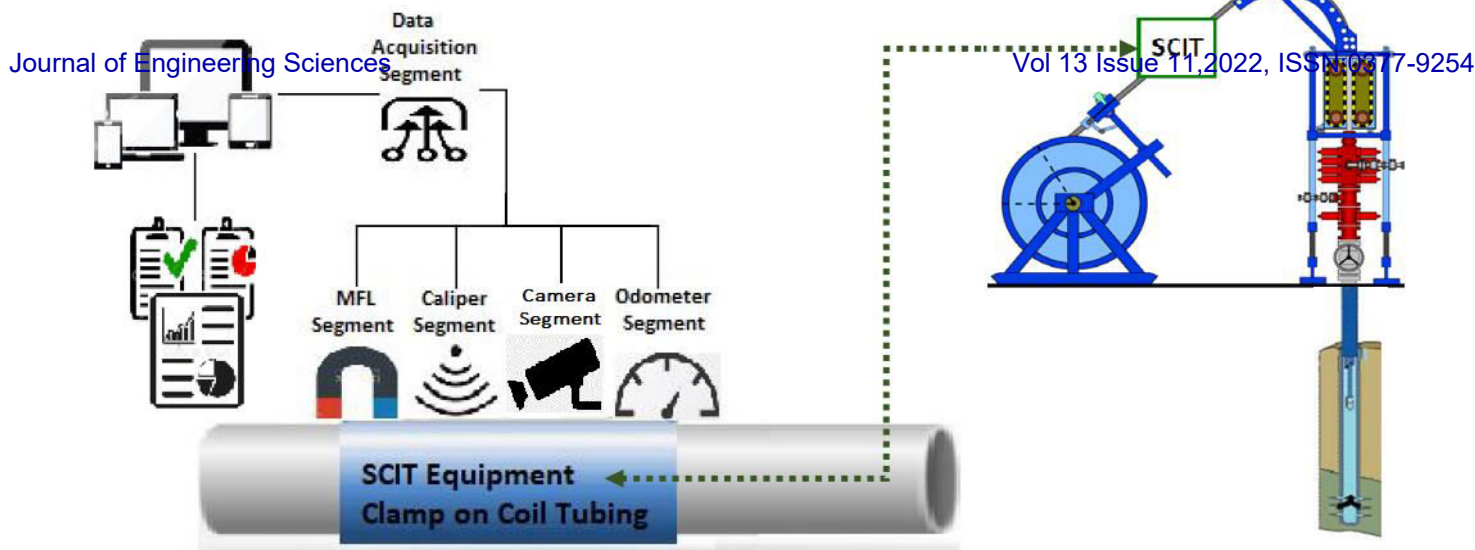 Journal of Engineering Sciences
Vol 13 Issue 11,2022, ISSN:0377-9254
Data
Acquisition
Segment
SCIT
MFL
Segment
Caliper
Segment
Camera
Segment
Odometer
Segment
SCIT Equipment
Clamp on Coil Tubing